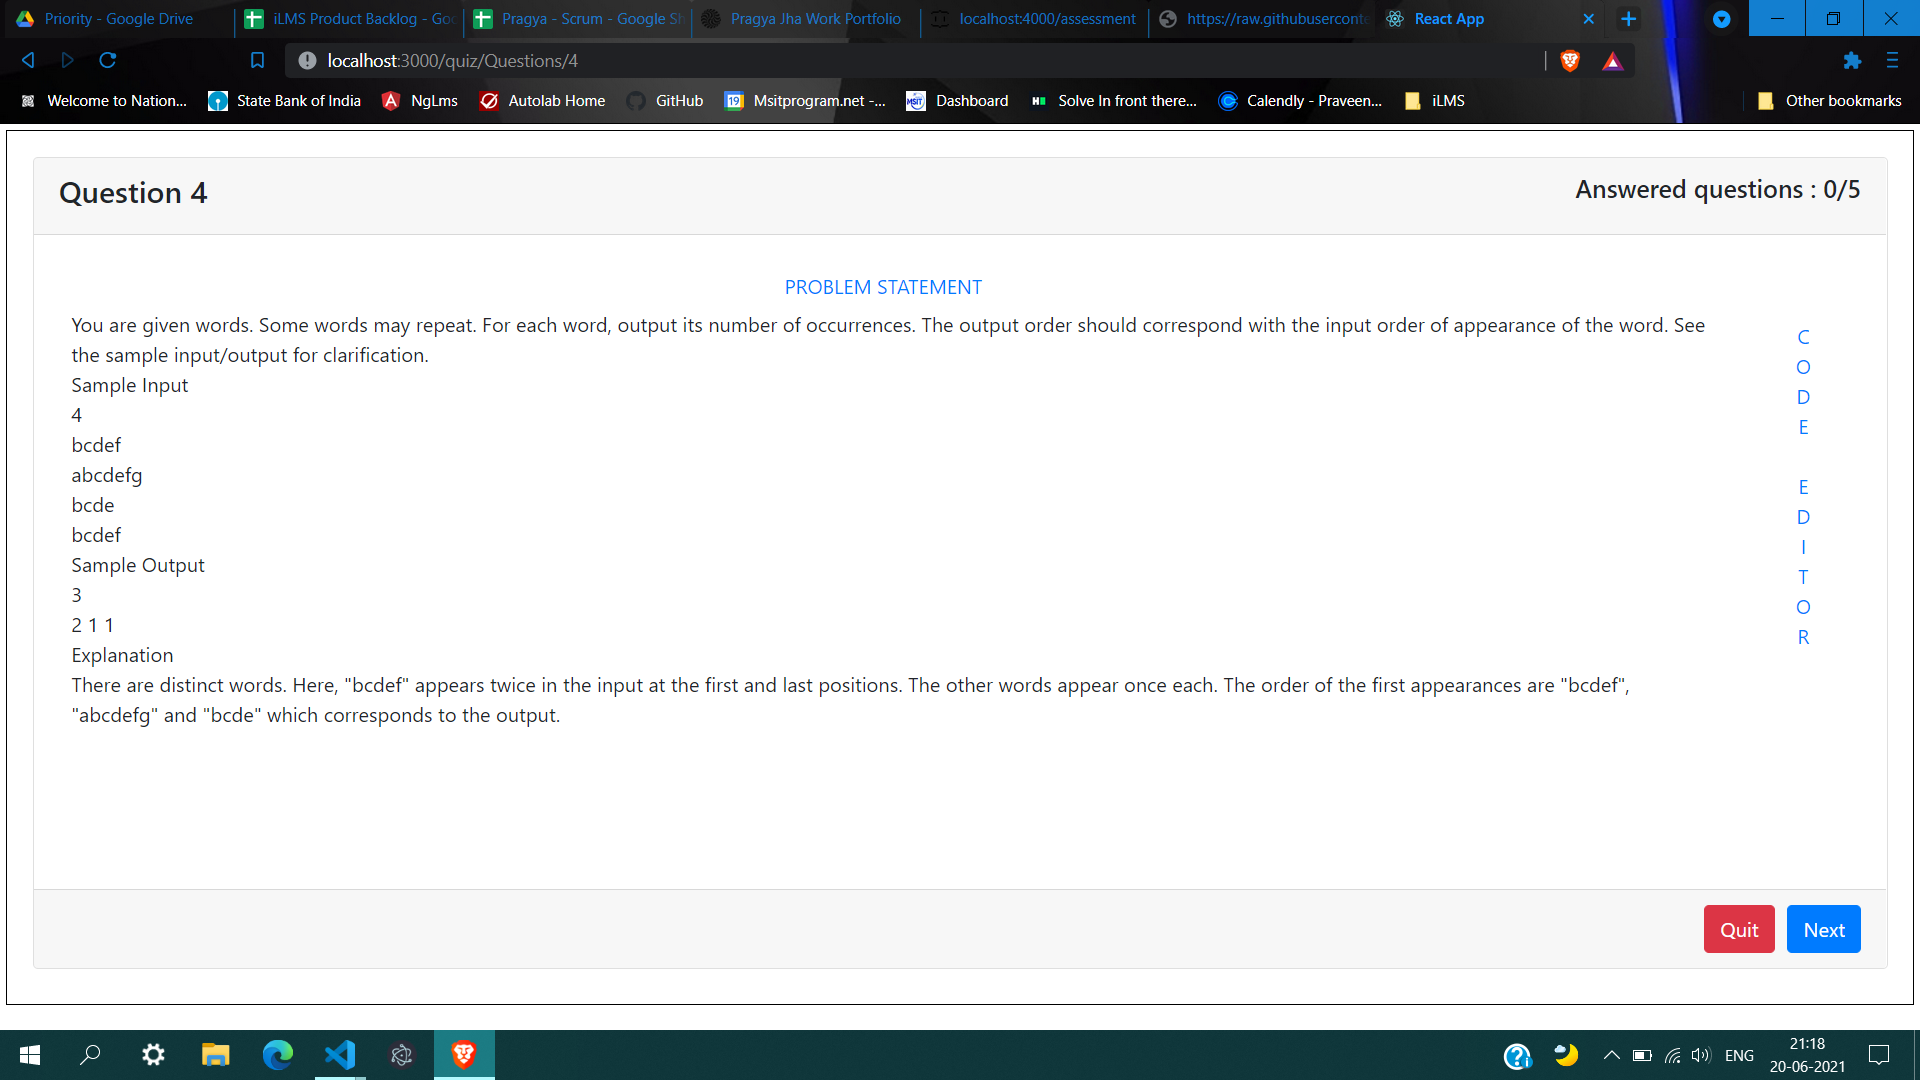 Priority - Google Drive
iLMS Product Backlog - Goo
Pragya - Scrum - Google Sh
Pragya Jha Work Portfolio
localhost:4000/assessment
https://raw.githubuserconte
React App
localhost:3000/quiz/Questions/4
Welcome to Nation...
State Bank of India
NgLms
Autolab Home
GitHub
19
Msitprogram.net -...
MSIT
Dashboard
Solve In front there...
Calendly - Praveen...
iLMS
Other bookmarks
Question 4
Answered questions : 0/5
PROBLEM STATEMENT
You are given words. Some words may repeat. For each word, output its number of occurrences. The output order should correspond with the input order of appearance of the word. See
the sample input/output for clarification.
Sample Input
4
bcdef
abcdefg
bcde
bcdef
Sample Output
3
2 1 1
Explanation
There are distinct words. Here, "bcdef" appears twice in the input at the first and last positions. The other words appear once each. The order of the first appearances are "bcdef",
"abcdefg" and "bcde" which corresponds to the output.
C
O
D
E
E
D
I
T
O
R
Quit
Next
ENG
21:18
20-06-2021